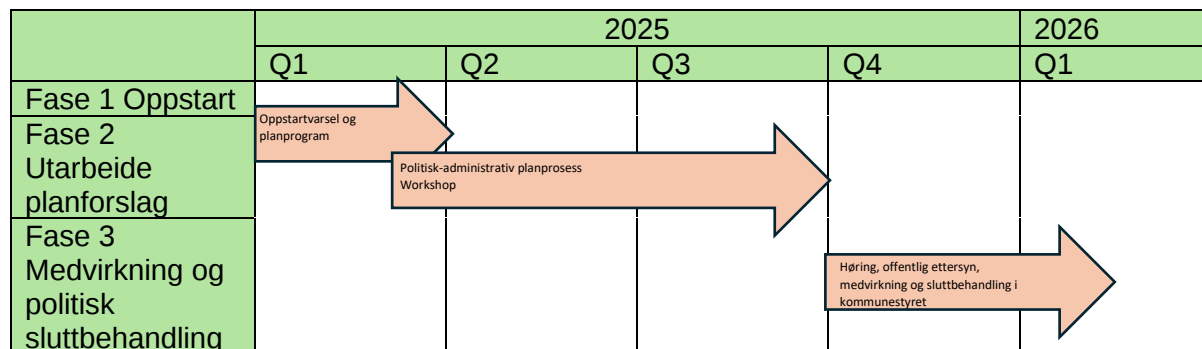 2025 2026
Q1 Q2 Q3 Q4 Q1
Fase 1 Oppstart
Oppstartvarsel og
planprogram
Fase 2
Utarbeide
planforslag
Politisk-administrativ planprosess
Workshop
Fase 3
Medvirkning og
politisk
sluttbehandling
Høring, offentlig ettersyn,
medvirkning og sluttbehandling i
kommunestyret